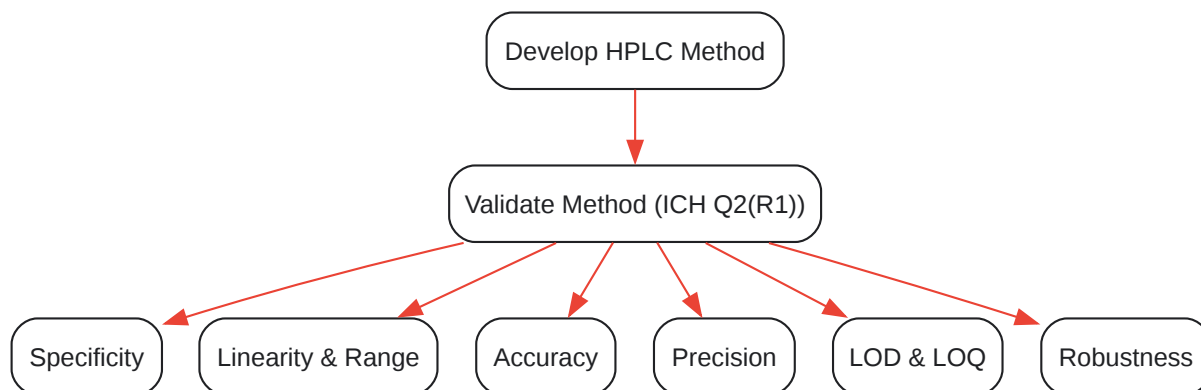 Develop HPLC Method
Validate Method (ICH Q2(R1))
Specificity
Linearity & Range
Accuracy
Precision
LOD & LOQ
Robustness